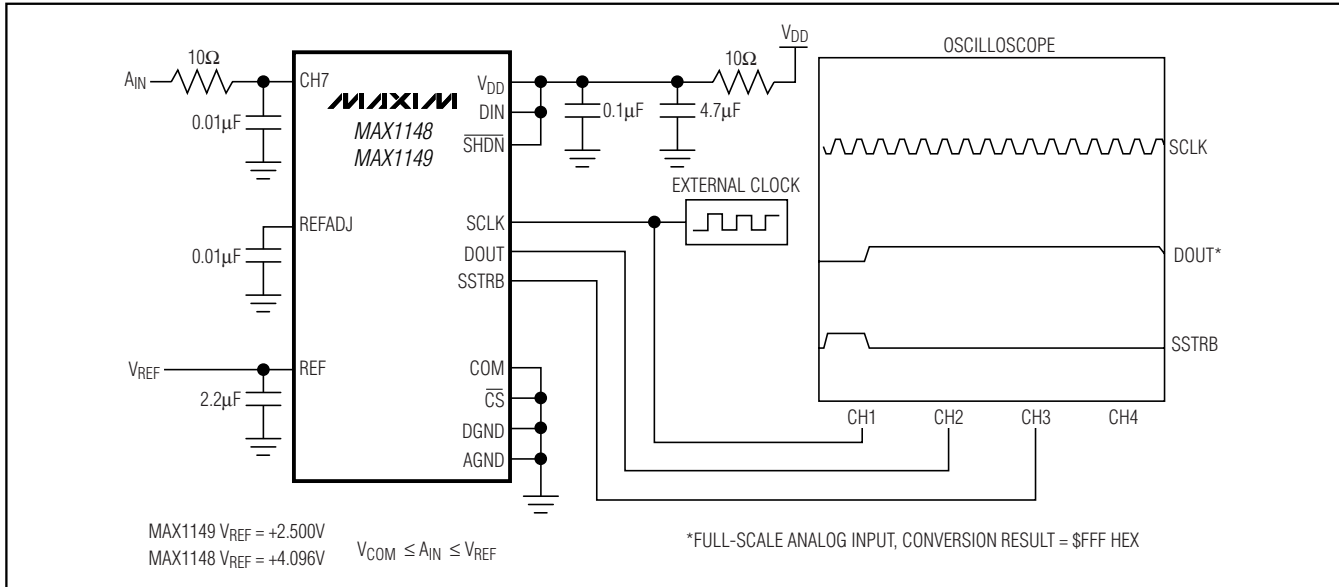 OSCILLOSCOPE
VDD
10Ω
10Ω
AIN
CH7
VDD
MAXIM
DIN
0.1µF
4.7µF
0.01µF
MAX1148
SHDN
MAX1149
SCLK
EXTERNAL CLOCK
REFADJ
SCLK
0.01µF
DOUT
DOUT*
SSTRB
SSTRB
VREF
REF
COM
2.2µF
CS
CH1 CH2 CH3 CH4
DGND
AGND
MAX1149 VREF = +2.500V
MAX1148 VREF = +4.096V
VCOM ≤ AIN ≤ VREF
*FULL-SCALE ANALOG INPUT, CONVERSION RESULT = $FFF HEX